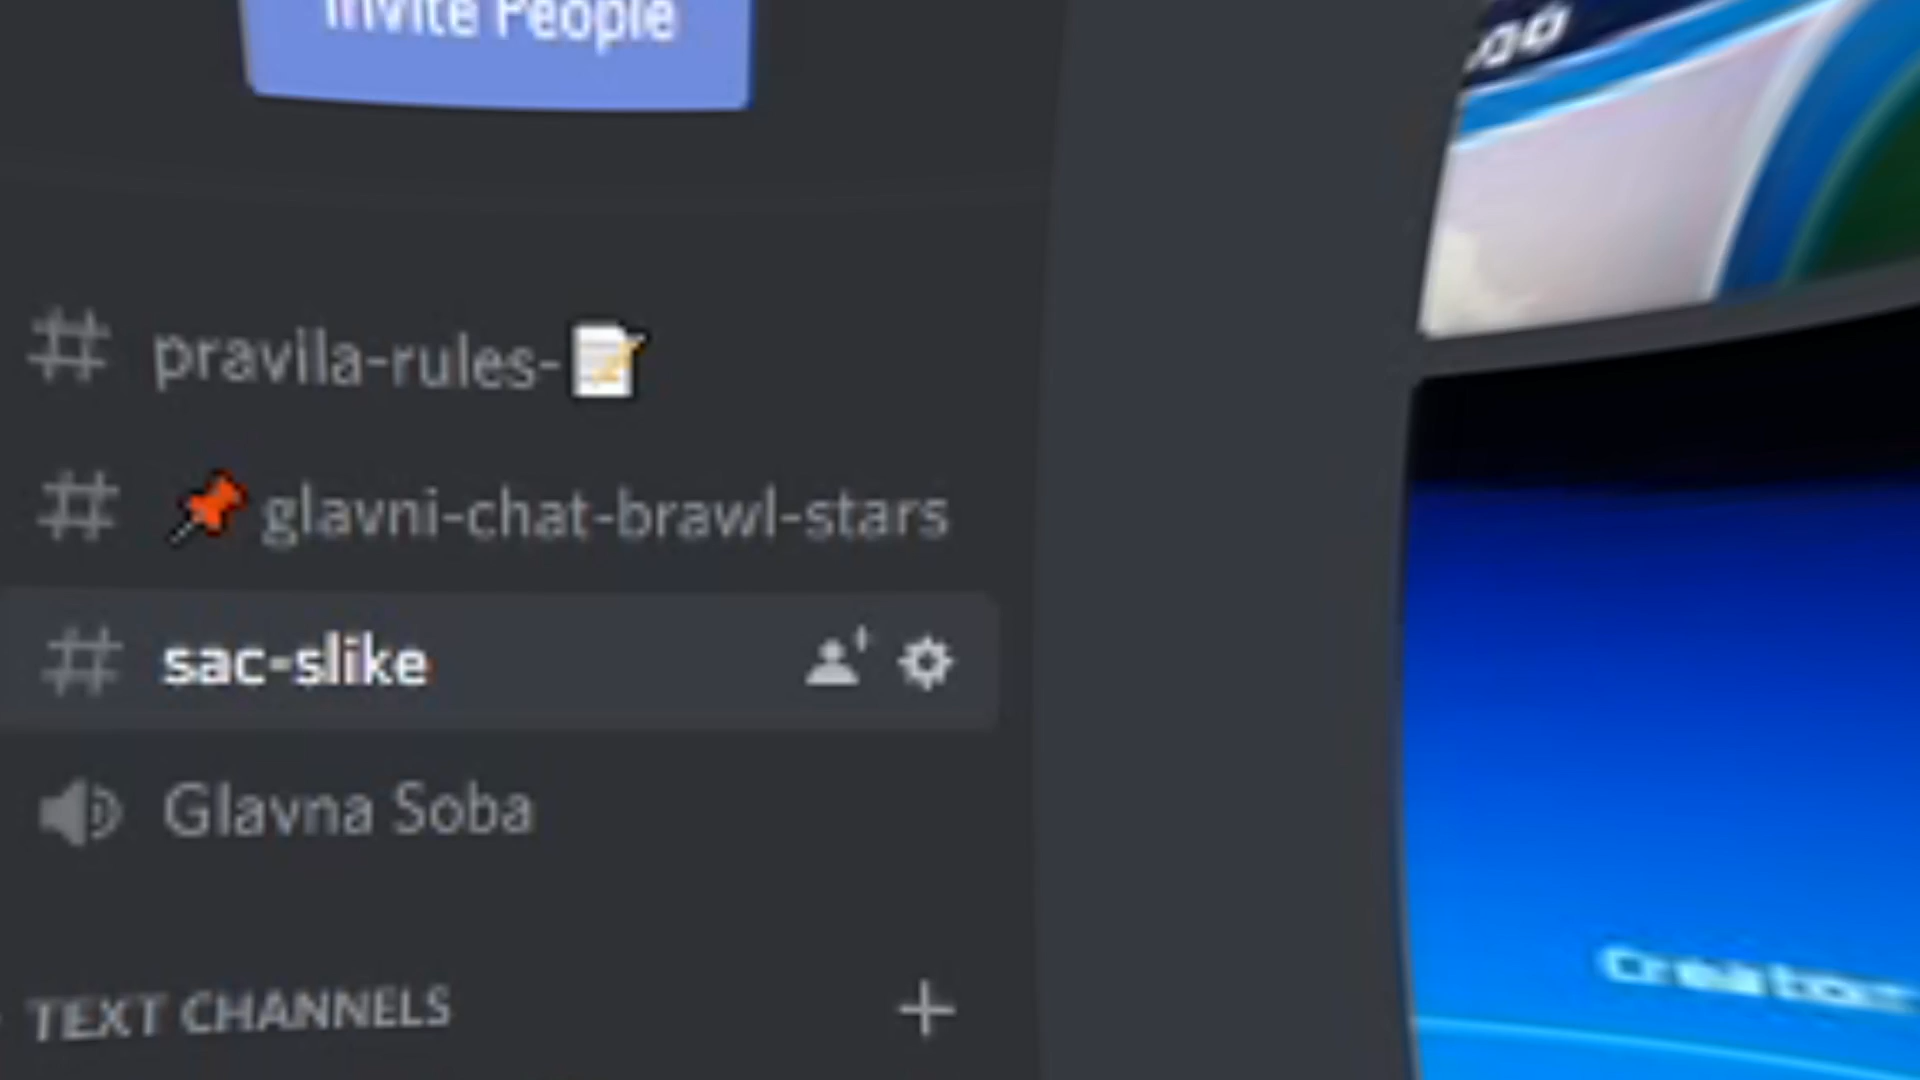 Invite People
pravila-rules-📝
📌glavni-chat-brawl-stars
sac-slike
Glavna Soba
TEXT CHANNELS